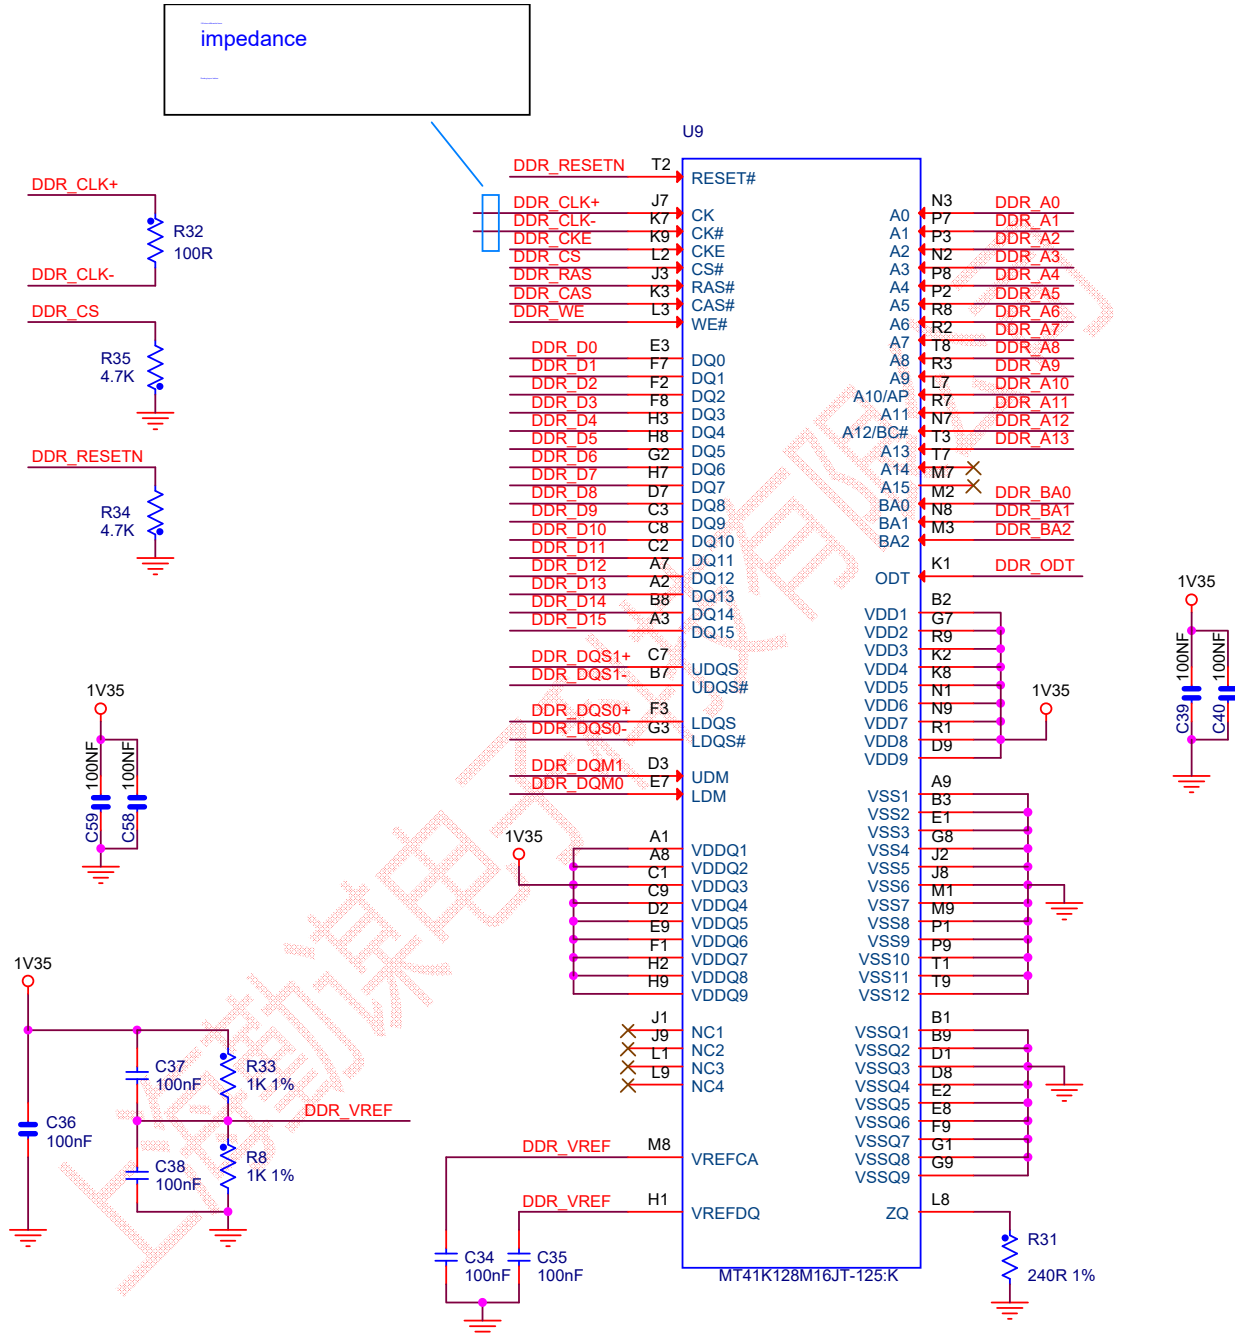 impedance
U9
DDR_CLK+
R32
100R
DDR_CLK-
DDR_CS
R35
4.7K
DDR_RESETN
R34
4.7K
1V35
100NF
100NF
C59
C58
1V35
C37
100nF
R33
1K 1%
C36
100nF
DDR_VREF
C38
100nF
R8
1K 1%
DDR_RESETN T2 RESET#
DDR_CLK+ J7 CK
DDR_CLK- K7 CK#
DDR_CKE K9 CKE
DDR_CS L2 CS#
DDR_RAS J3 RAS#
DDR_CAS K3 CAS#
DDR_WE L3 WE#
DDR_D0 E3 DQ0
DDR_D1 F7 DQ1
DDR_D2 F2 DQ2
DDR_D3 F8 DQ3
DDR_D4 H3 DQ4
DDR_D5 H8 DQ5
DDR_D6 G2 DQ6
DDR_D7 H7 DQ7
DDR_D8 D7 DQ8
DDR_D9 C3 DQ9
DDR_D10 C8 DQ10
DDR_D11 C2 DQ11
DDR_D12 A7 DQ12
DDR_D13 A2 DQ13
DDR_D14 B8 DQ14
DDR_D15 A3 DQ15
DDR_DQS1+ C7 UDQS
DDR_DQS1- B7 UDQS#
DDR_DQS0+ F3 LDQS
DDR_DQS0- G3 LDQS#
DDR_DQM1 D3 UDM
DDR_DQM0 E7 LDM
1V35
A1 VDDQ1
A8 VDDQ2
C1 VDDQ3
C9 VDDQ4
D2 VDDQ5
E9 VDDQ6
F1 VDDQ7
H2 VDDQ8
H9 VDDQ9
J1 NC1
J9 NC2
L1 NC3
L9 NC4
DDR_VREF M8 VREFCA
DDR_VREF H1 VREFDQ
C34
100nF
C35
100nF
A0 N3 DDR_A0
A1 P7 DDR_A1
A2 P3 DDR_A2
A3 N2 DDR_A3
A4 P8 DDR_A4
A5 P2 DDR_A5
A6 R8 DDR_A6
A7 R2 DDR_A7
A8 T8 DDR_A8
A9 R3 DDR_A9
A10/AP L7 DDR_A10
A11 R7 DDR_A11
A12/BC# N7 DDR_A12
A13 T3 DDR_A13
A14 T7
A15 M7
BA0 M2 DDR_BA0
BA1 N8 DDR_BA1
BA2 M3 DDR_BA2
ODT K1 DDR_ODT
VDD1 B2
VDD2 G7
VDD3 R9
VDD4 K2
VDD5 K8
VDD6 N1
VDD7 N9
VDD8 R1
VDD9 D9
1V35
VSS1 A9
VSS2 B3
VSS3 E1
VSS4 G8
VSS5 J2
VSS6 J8
VSS7 M1
VSS8 M9
VSS9 P1
VSS10 P9
VSS11 T1
VSS12 T9
VSSQ1 B1
VSSQ2 B9
VSSQ3 D1
VSSQ4 D8
VSSQ5 E2
VSSQ6 E8
VSSQ7 F9
VSSQ8 G1
VSSQ9 G9
ZQ L8
R31
240R 1%
MT41K128M16JT-125:K
1V35
100NF
100NF
C39
C40